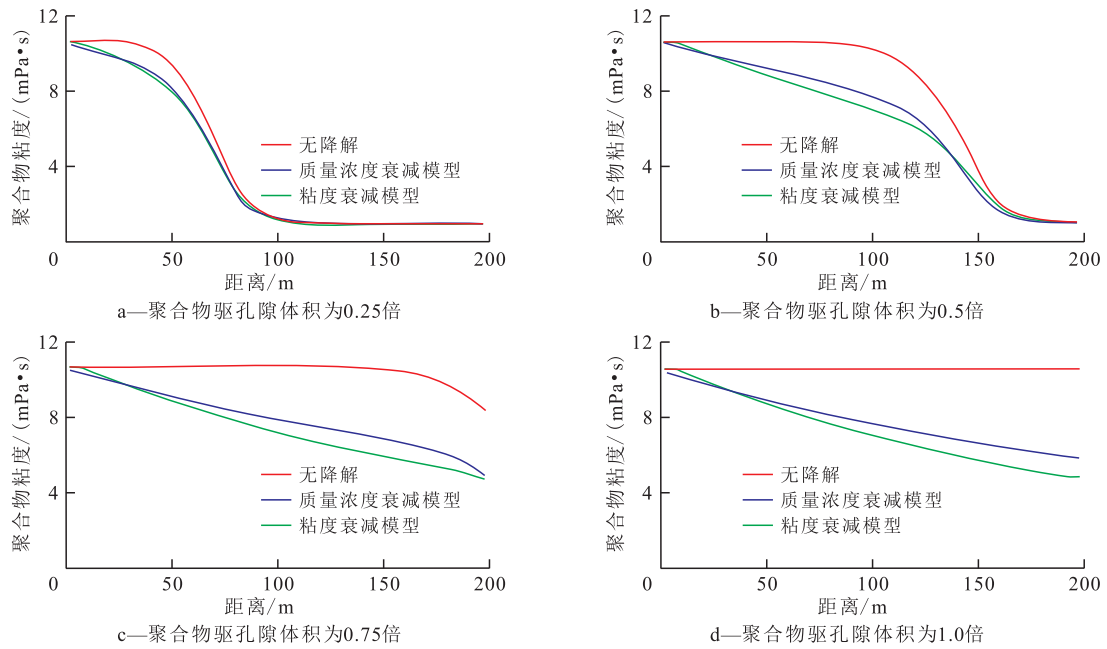 12
8
4
0
50
100
150
200
聚合物粘度/(mPa•s)
无降解
质量浓度衰减模型
粘度衰减模型
距离/m
a—聚合物驱孔隙体积为0.25倍
12
8
4
0
50
100
150
200
聚合物粘度/(mPa•s)
无降解
质量浓度衰减模型
粘度衰减模型
距离/m
b—聚合物驱孔隙体积为0.5倍
12
8
4
0
50
100
150
200
聚合物粘度/(mPa•s)
无降解
质量浓度衰减模型
粘度衰减模型
距离/m
c—聚合物驱孔隙体积为0.75倍
12
8
4
0
50
100
150
200
聚合物粘度/(mPa•s)
无降解
质量浓度衰减模型
粘度衰减模型
距离/m
d—聚合物驱孔隙体积为1.0倍